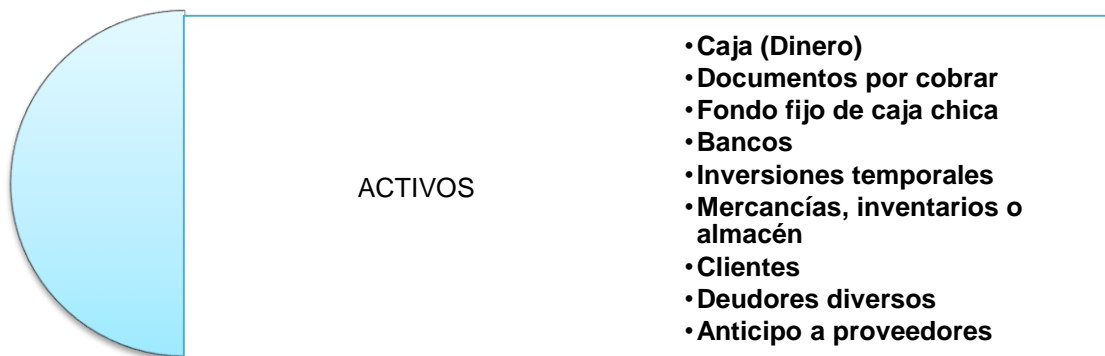 ACTIVOS
•Caja (Dinero)
•Documentos por cobrar
•Fondo fijo de caja chica
•Bancos
•Inversiones temporales
•Mercancías, inventarios o
almacén
•Clientes
•Deudores diversos
•Anticipo a proveedores